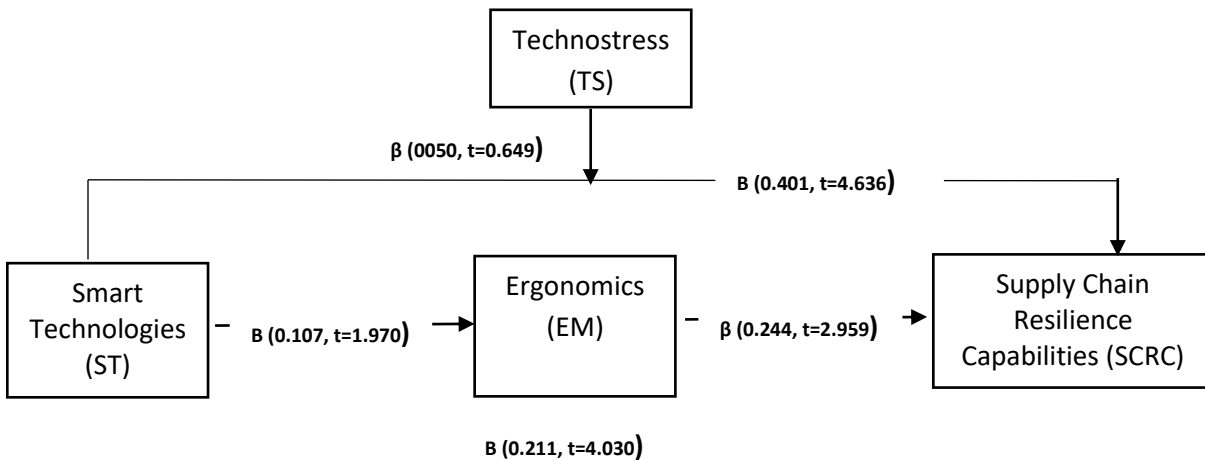 Technostress
(TS)
β (0050, t=0.649)
B (0.401, t=4.636)
Smart
Technologies
(ST)
B (0.107, t=1.970)
Ergonomics
(EM)
β (0.244, t=2.959)
Supply Chain
Resilience
Capabilities (SCRC)
B (0.211, t=4.030)